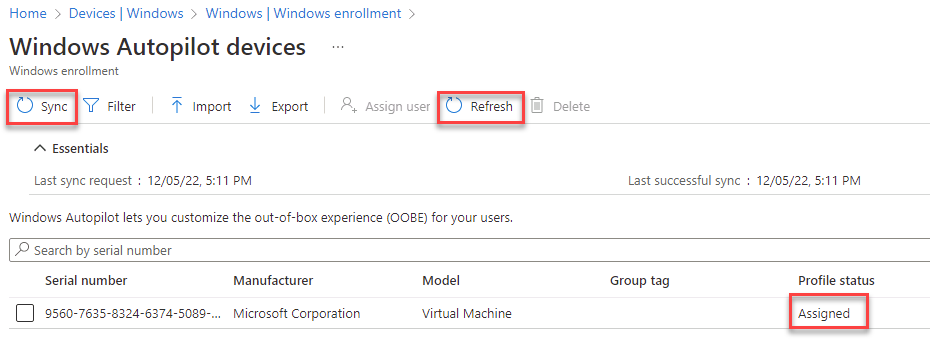 Home > Devices | Windows > Windows | Windows enrollment >
Windows Autopilot devices ...
Windows enrollment
Sync Filter Import Export Assign user Refresh Delete
Essentials
Last sync request : 12/05/22, 5:11 PM Last successful sync : 12/05/22, 5:11 PM
Windows Autopilot lets you customize the out-of-box experience (OOBE) for your users.
Search by serial number
Serial number Manufacturer Model Group tag Profile status
9560-7635-8324-6374-5089-... Microsoft Corporation Virtual Machine Assigned